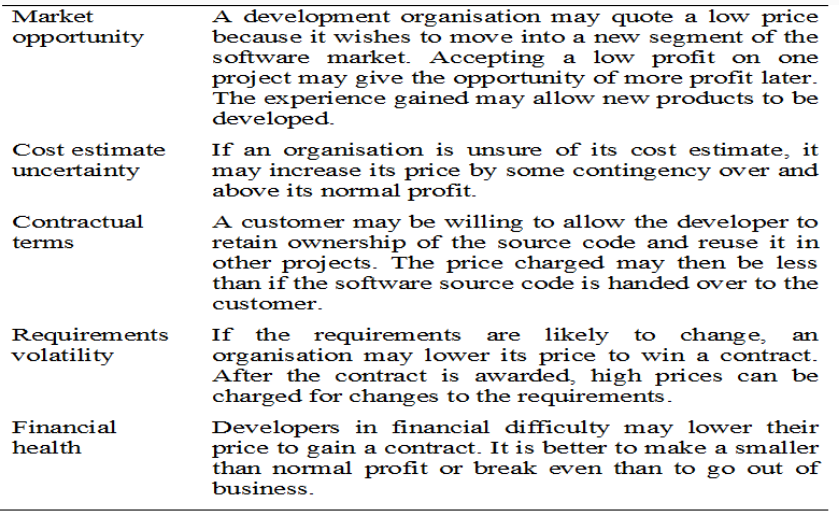 Market opportunity
A development organisation may quote a low price
because it wishes to move into a new segment of the
software market. Accepting a low profit on one
project may give the opportunity of more profit later.
The experience gained may allow new products to be
developed.
Cost estimate uncertainty
If an organisation is unsure of its cost estimate, it
may increase its price by some contingency over and
above its normal profit.
Contractual terms
A customer may be willing to allow the developer to
retain ownership of the source code and reuse it in
other projects. The price charged may then be less
than if the software source code is handed over to the
customer.
Requirements volatility
If the requirements are likely to change, an
organisation may lower its price to win a contract.
After the contract is awarded, high prices can be
charged for changes to the requirements.
Financial health
Developers in financial difficulty may lower their
price to gain a contract. It is better to make a smaller
than normal profit or break even than to go out of
business.